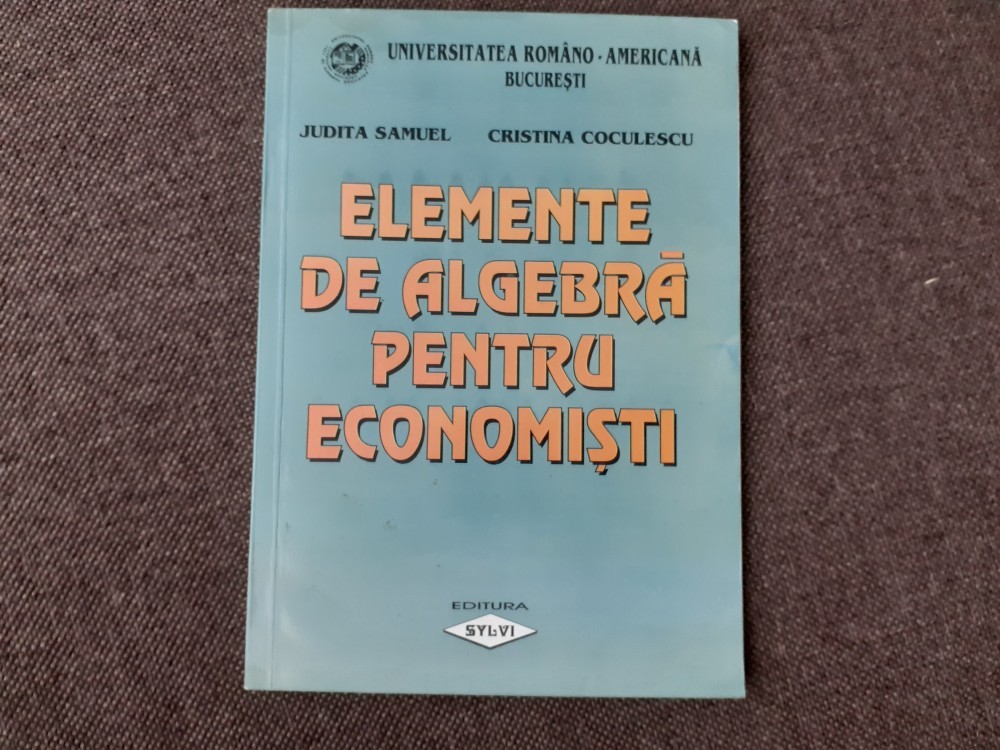 UNIVERSITATEA ROMÂNO - AMERICANĂ
BUCUREȘTI
JUDITA SAMUEL CRISTINA COCULESCU
ELEMENTE
DE ALGEBRĂ
PENTRU
ECONOMIȘTI
EDITURA
SYLVI